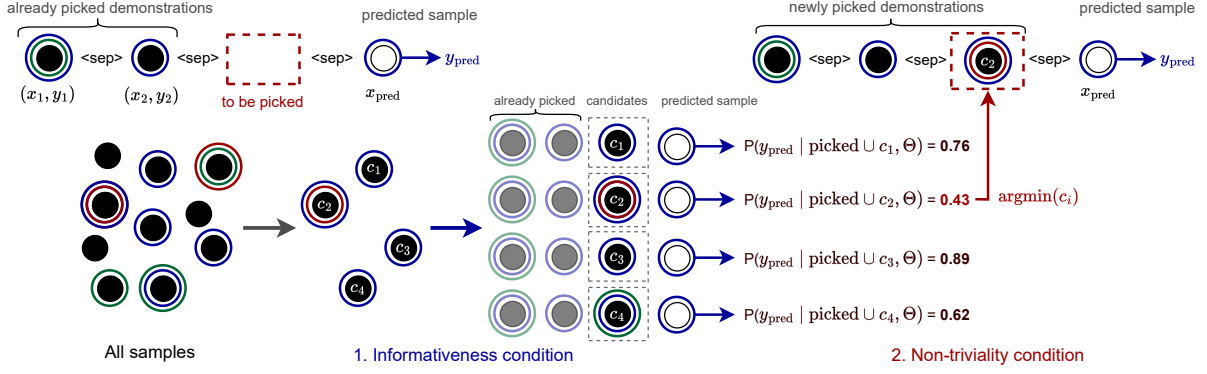 already picked demonstrations
predicted sample
<sep> <sep> <sep> y_pred
(x_1, y_1) (x_2, y_2) to be picked x_pred
newly picked demonstrations
predicted sample
<sep> <sep> c_2 <sep> y_pred
x_pred
already picked candidates predicted sample
c_1 P(y_pred | picked ∪ c_1, Θ) = 0.76
c_2 P(y_pred | picked ∪ c_2, Θ) = 0.43 argmin(c_i)
c_3 P(y_pred | picked ∪ c_3, Θ) = 0.89
c_4 P(y_pred | picked ∪ c_4, Θ) = 0.62
c_1
c_2
c_3
c_4
All samples
1. Informativeness condition
2. Non-triviality condition